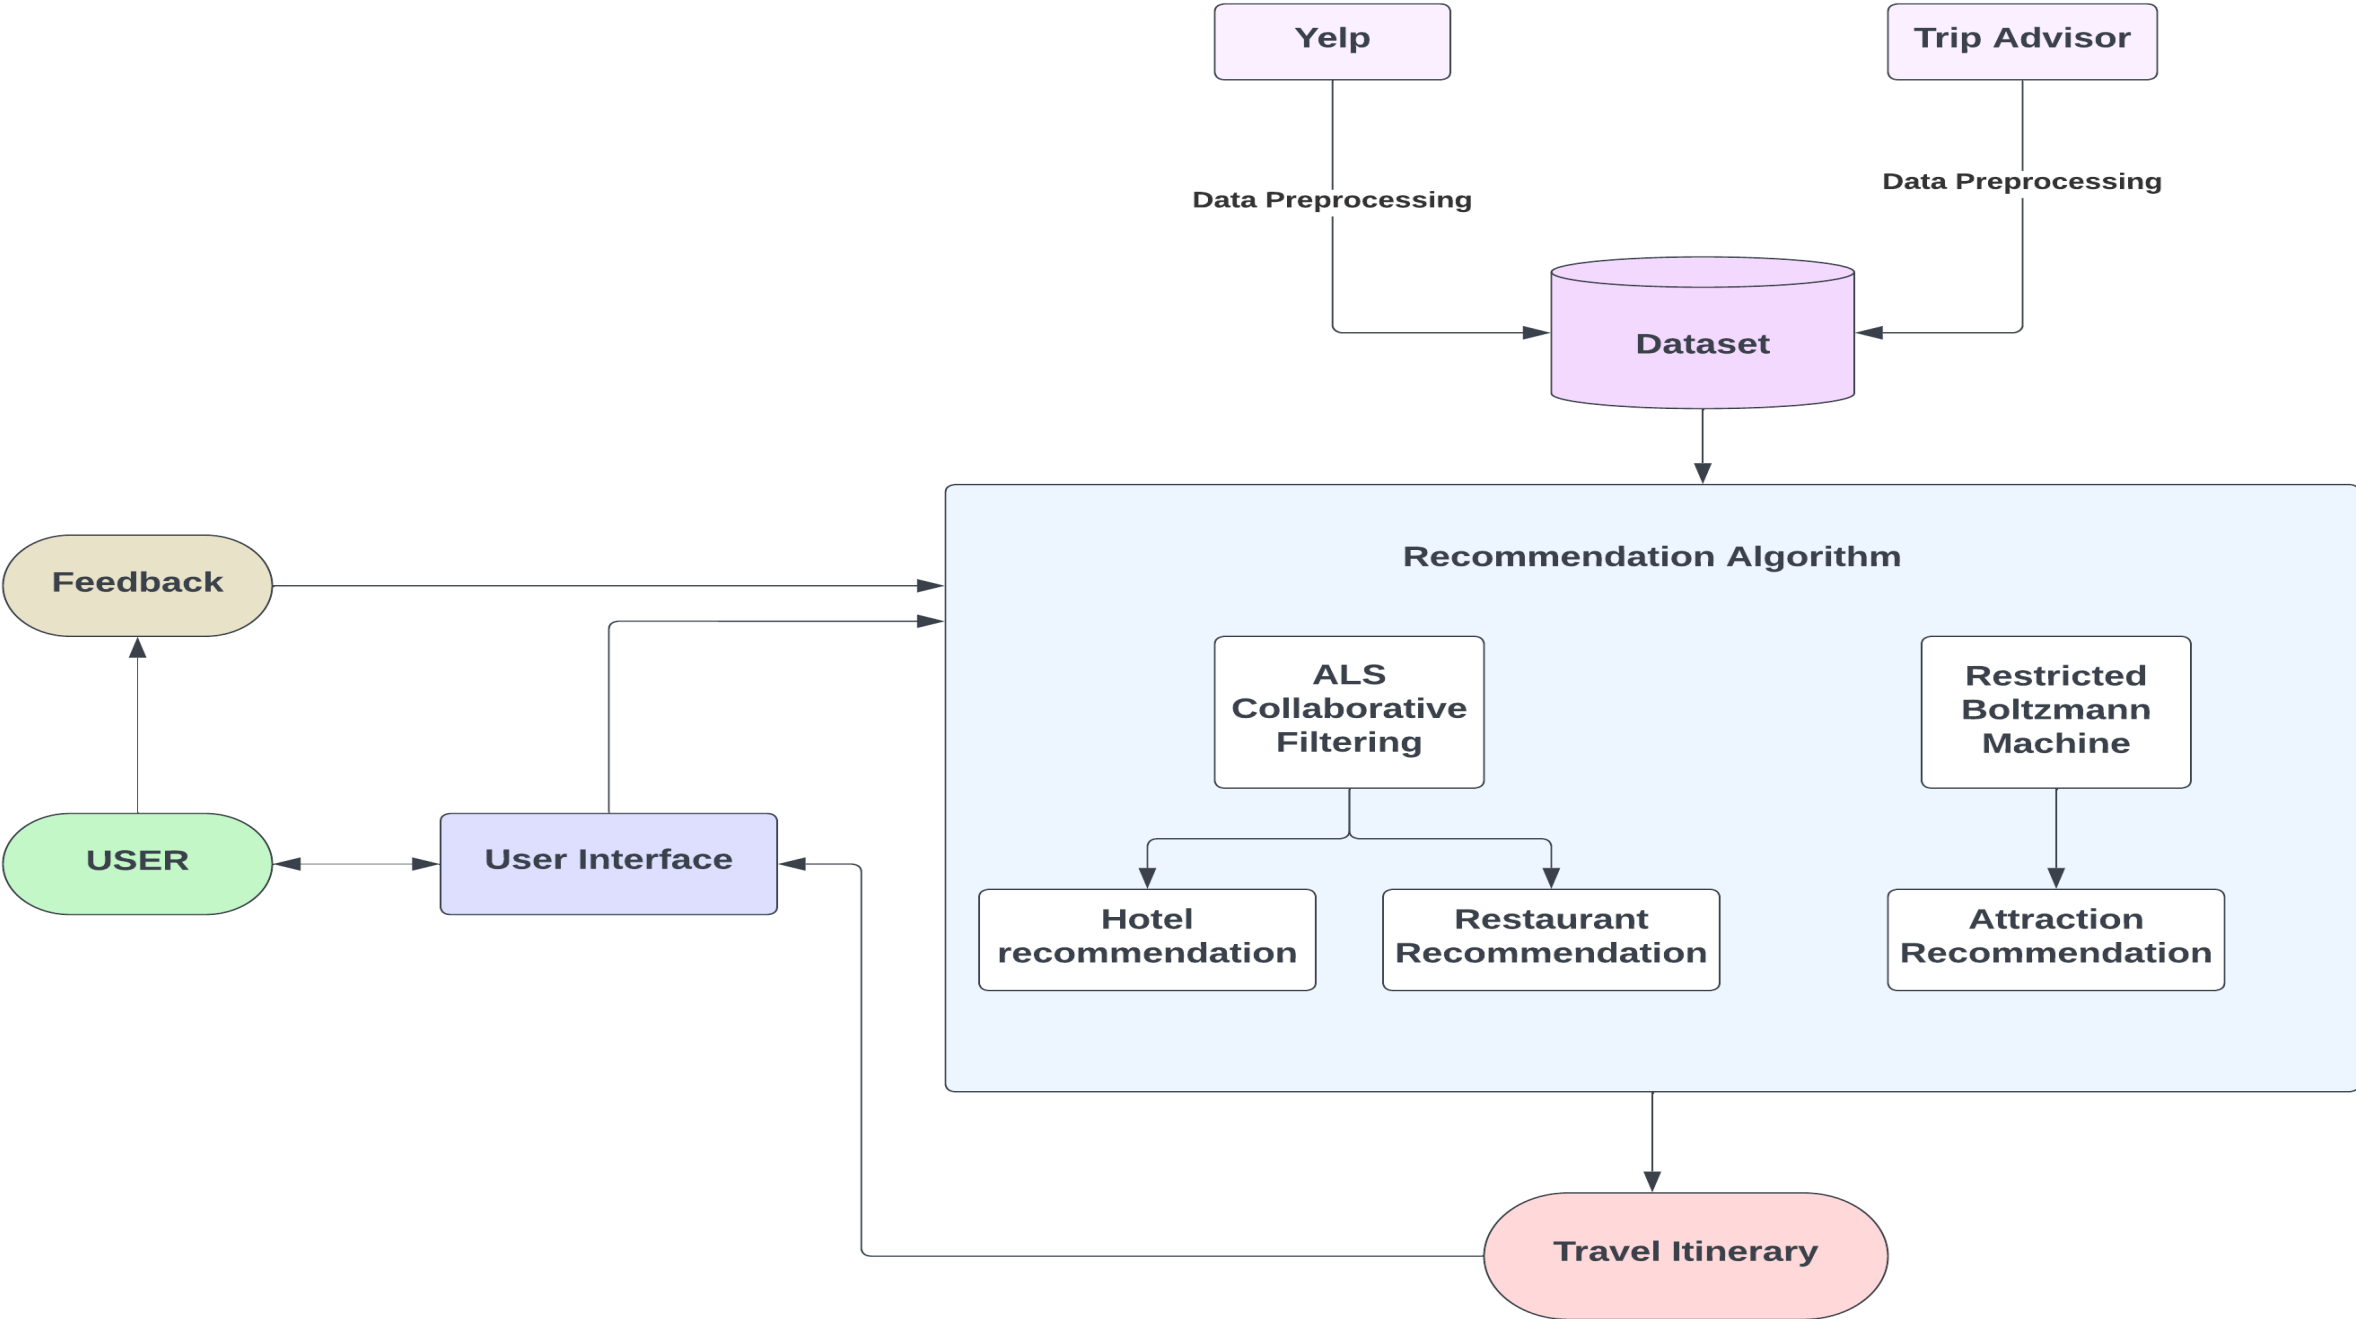 Yelp
Trip Advisor
Data Preprocessing
Data Preprocessing
Dataset
Feedback
Recommendation Algorithm
ALS
Collaborative
Filtering
Restricted
Boltzmann
Machine
USER
User Interface
Hotel
recommendation
Restaurant
Recommendation
Attraction
Recommendation
Travel Itinerary